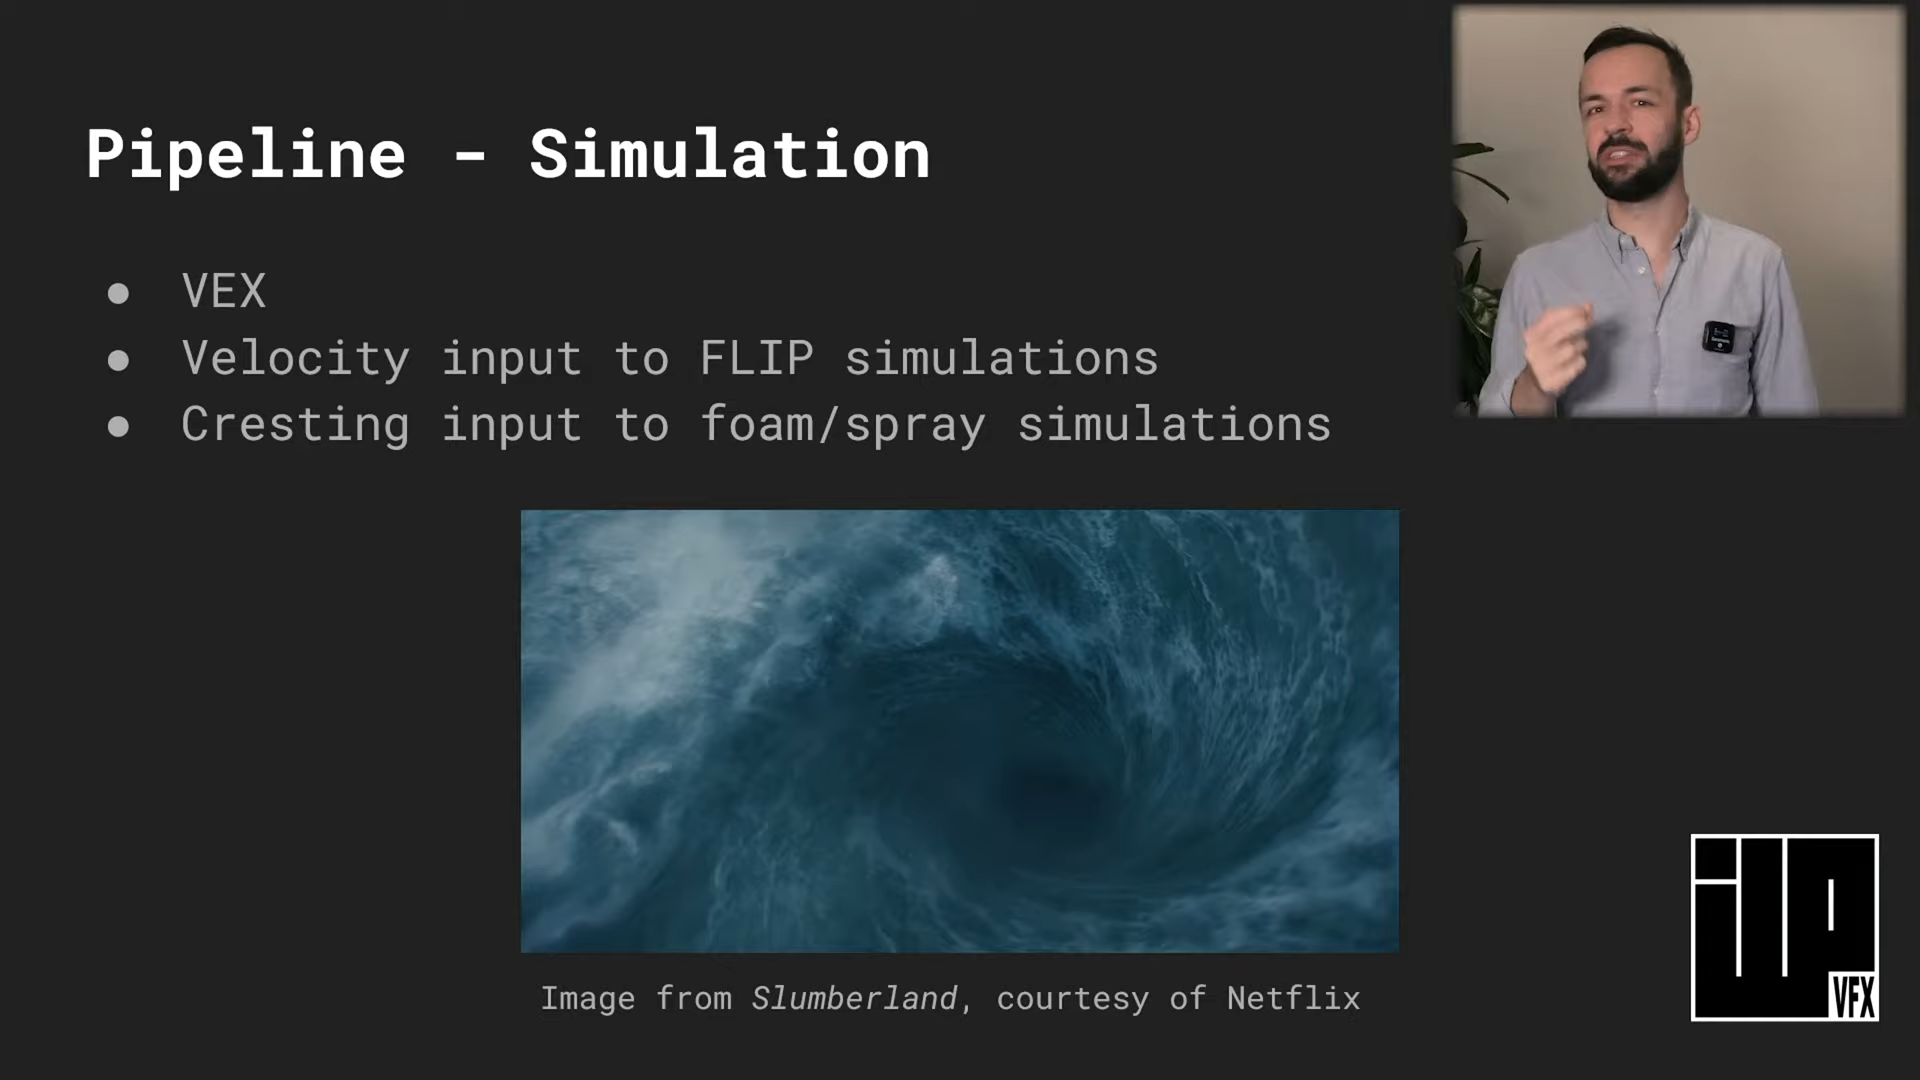 Pipeline - Simulation
VEX
Velocity input to FLIP simulations
Cresting input to foam/spray simulations
Image from Slumberland, courtesy of Netflix
iLP
VFX